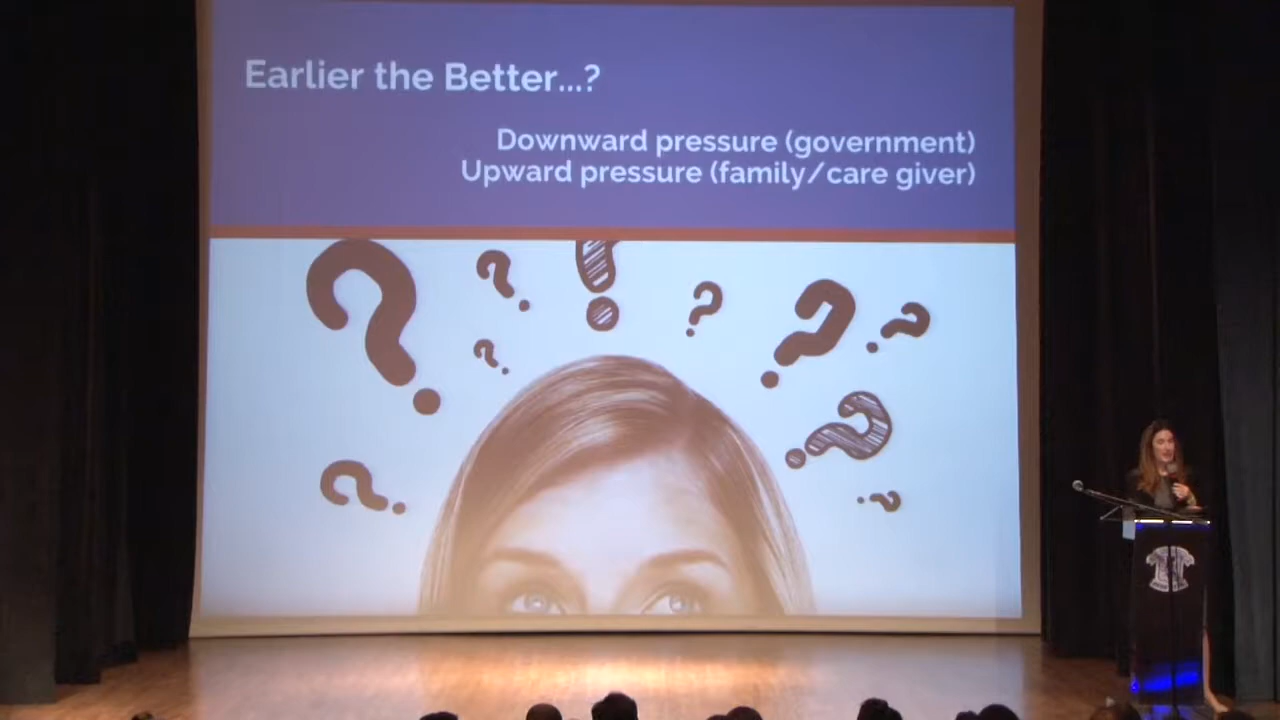 Earlier the Better...?
Downward pressure (government)
Upward pressure (family/care giver)